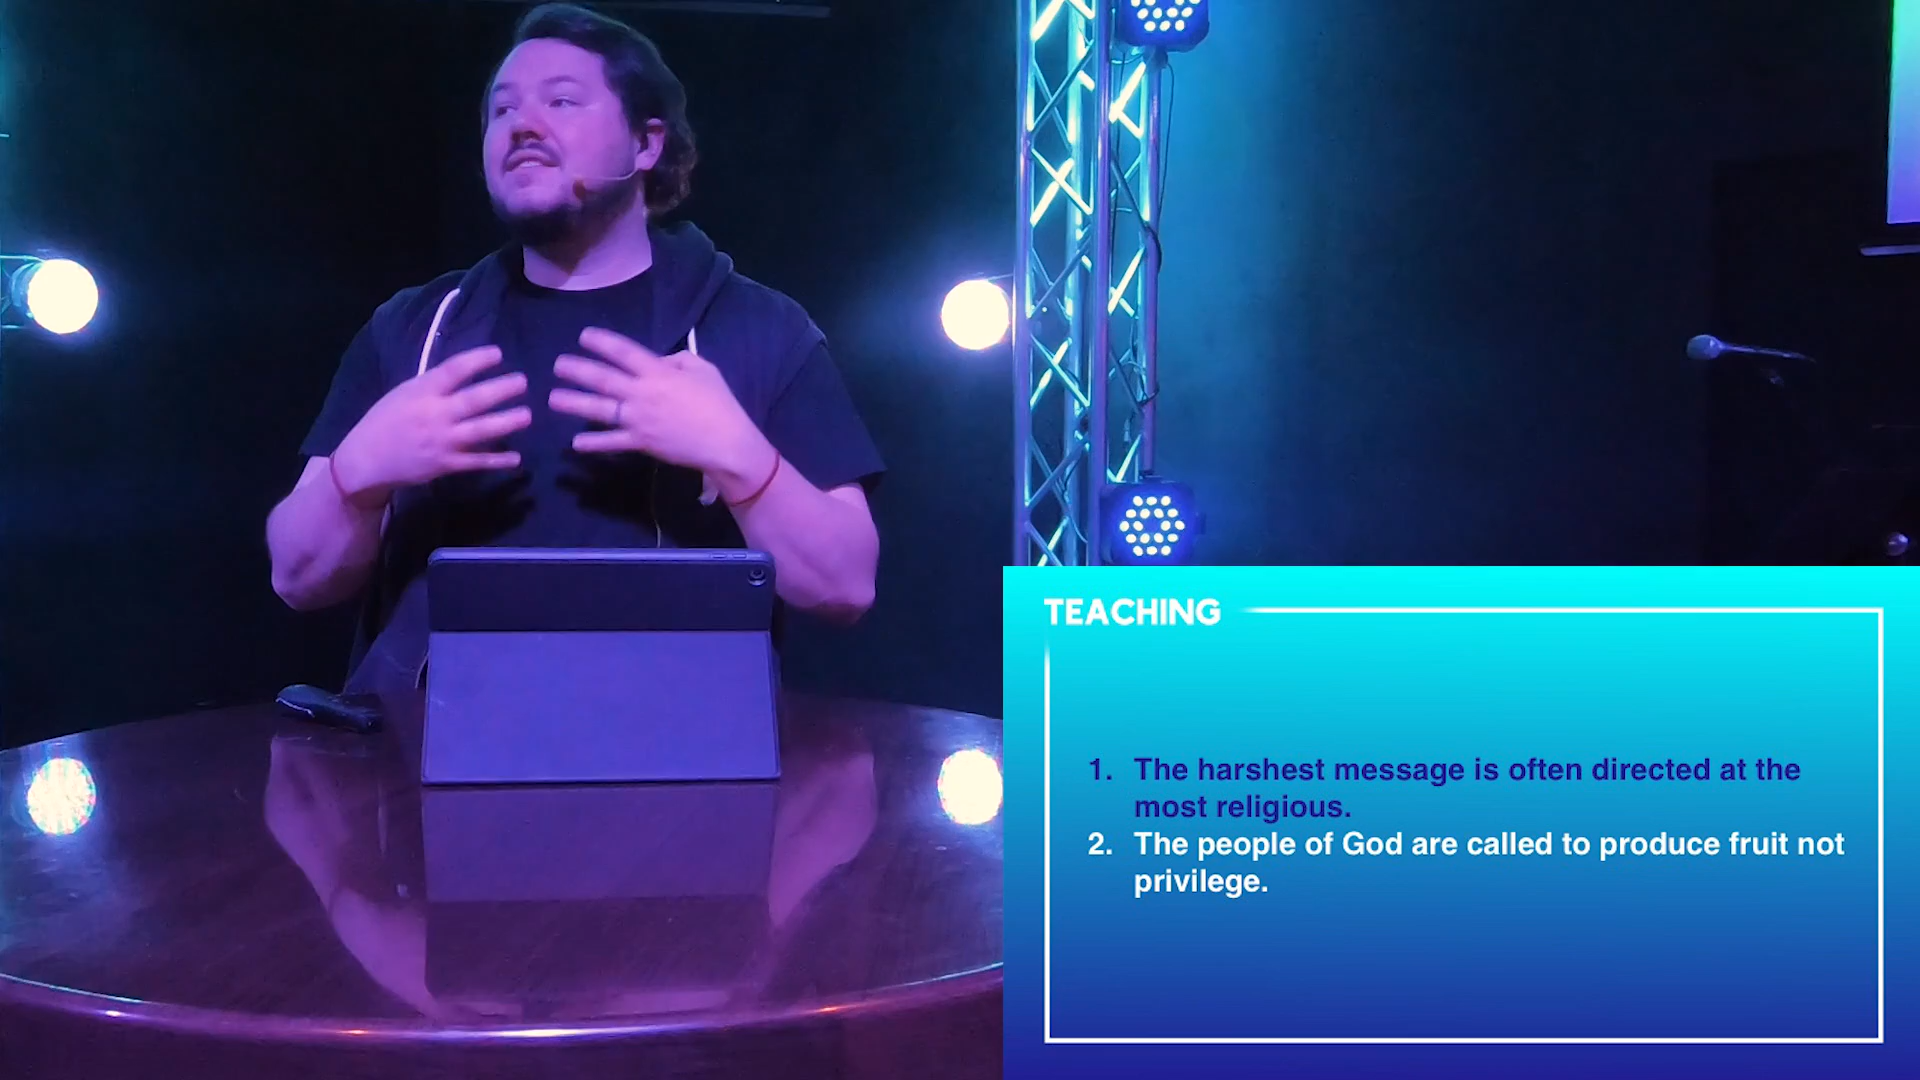 TEACHING
1. The harshest message is often directed at the
most religious.
2. The people of God are called to produce fruit not
privilege.